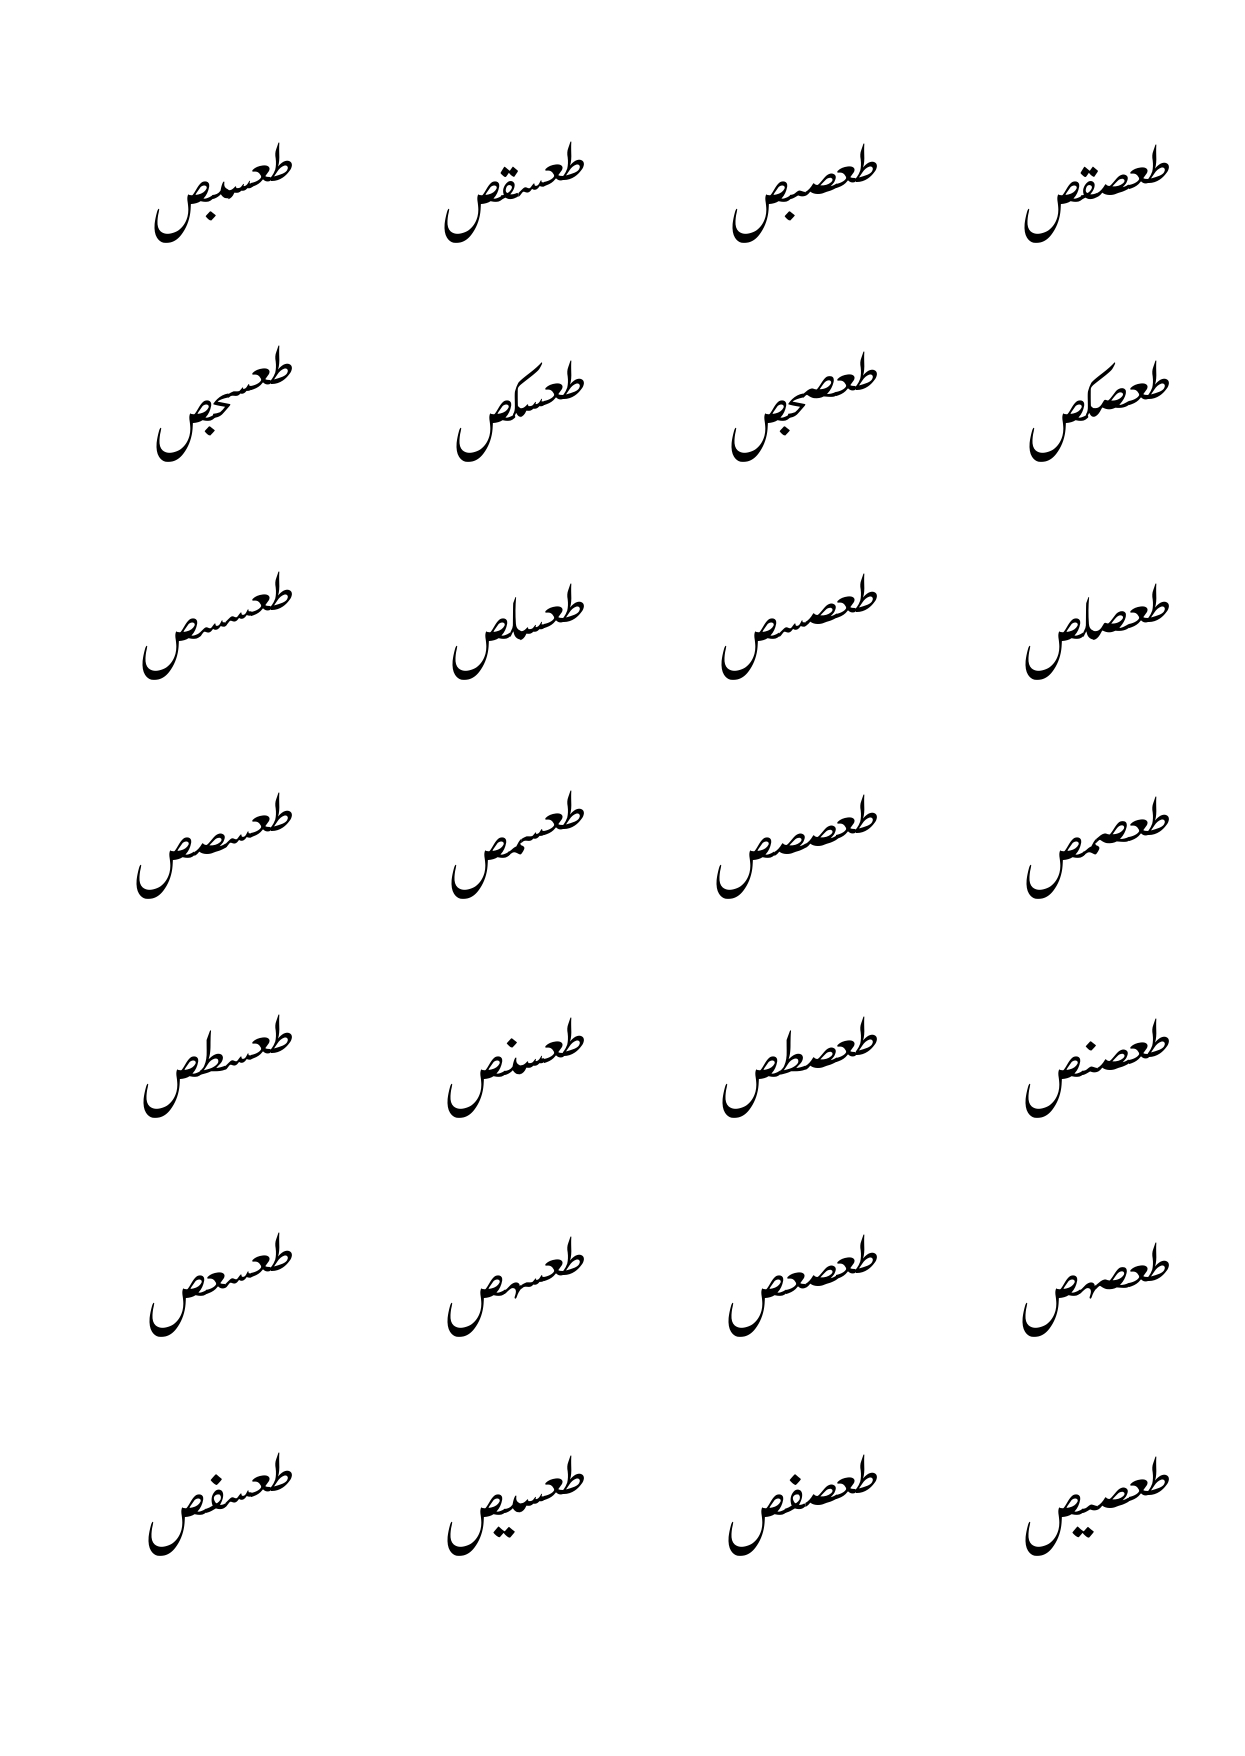 طعصقص طعصبص طعسقص طعسبص
طعصكص طعصجص طعسكص طعسجص
طعصلص طعصسص طعسلص طعسسص
طعصمص طعصصص طعسمص طعسصص
طعصنص طعصطص طعسنص طعسطص
طعصهص طعصعص طعسهص طعسعص
طعصيص طعصفص طعسيص طعسفص